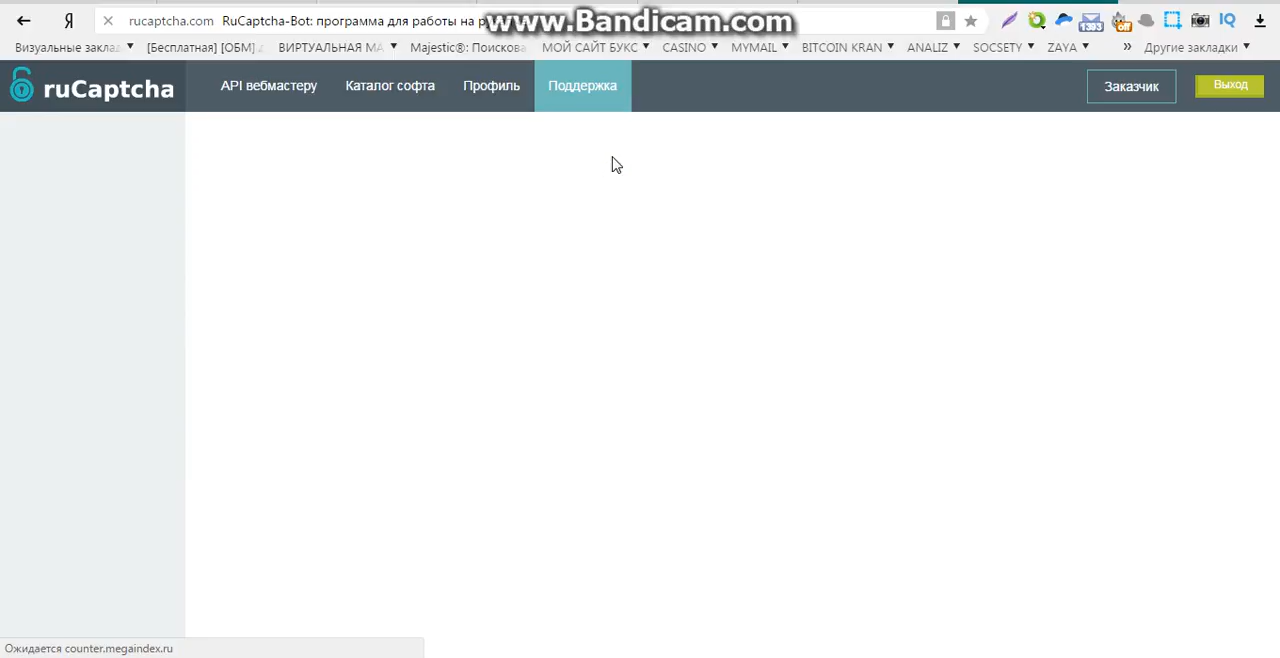 www.Bandicam.com
Я rucaptcha.com RuCaptcha-Bot: программа для работы на
Визуальные заклад [Бесплатная] [ОБМ] ВИРТУАЛЬНАЯ МА Majestic®: Поискова МОЙ САЙТ БУКС CASINO MYMAIL BITCOIN KRAN ANALIZ SOCSETY ZAYA » Другие закладки
ruCaptcha API вебмастеру Каталог софта Профиль Поддержка Заказчик Выход
Ожидается counter.megaindex.ru